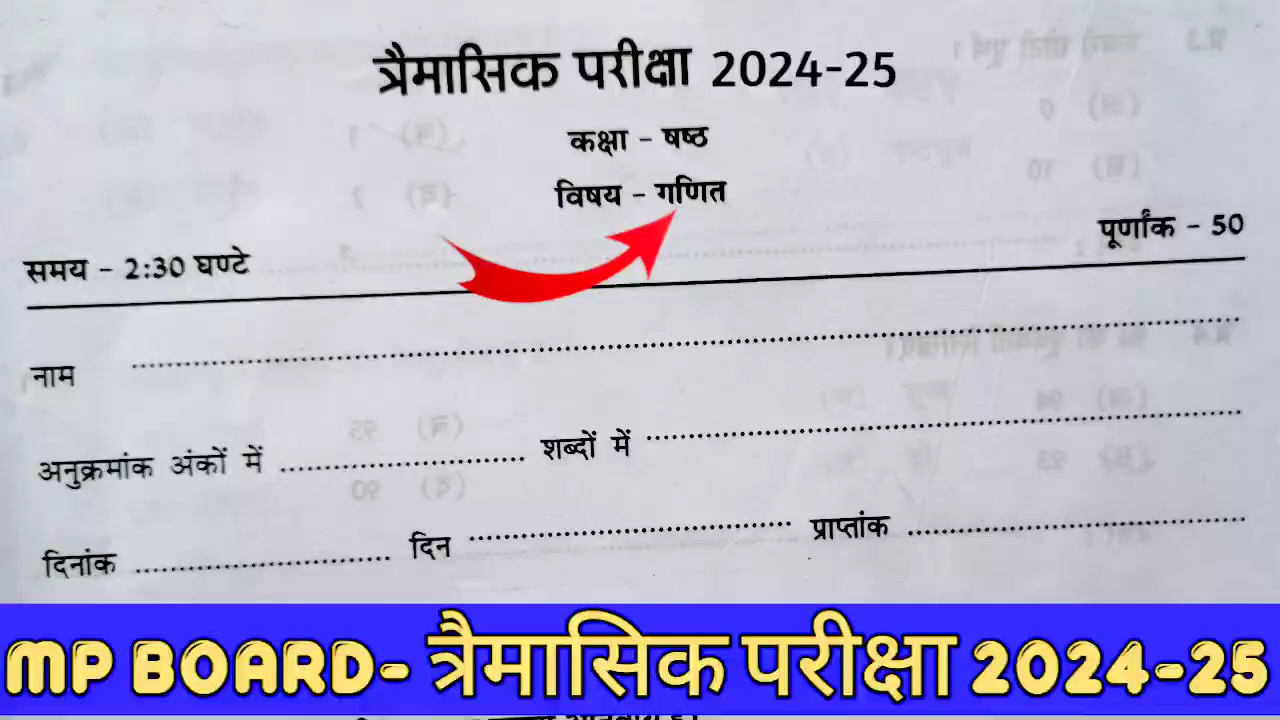 त्रैमासिक परीक्षा 2024-25
कक्षा - षष्ठ
विषय - गणित
पूर्णांक - 50
समय - 2:30 घण्टे
नाम ........................................
अनुक्रमांक अंकों में .................... शब्दों में ........................................
दिनांक .................... दिन .................... प्राप्तांक ....................
MP BOARD- त्रैमासिक परीक्षा 2024-25